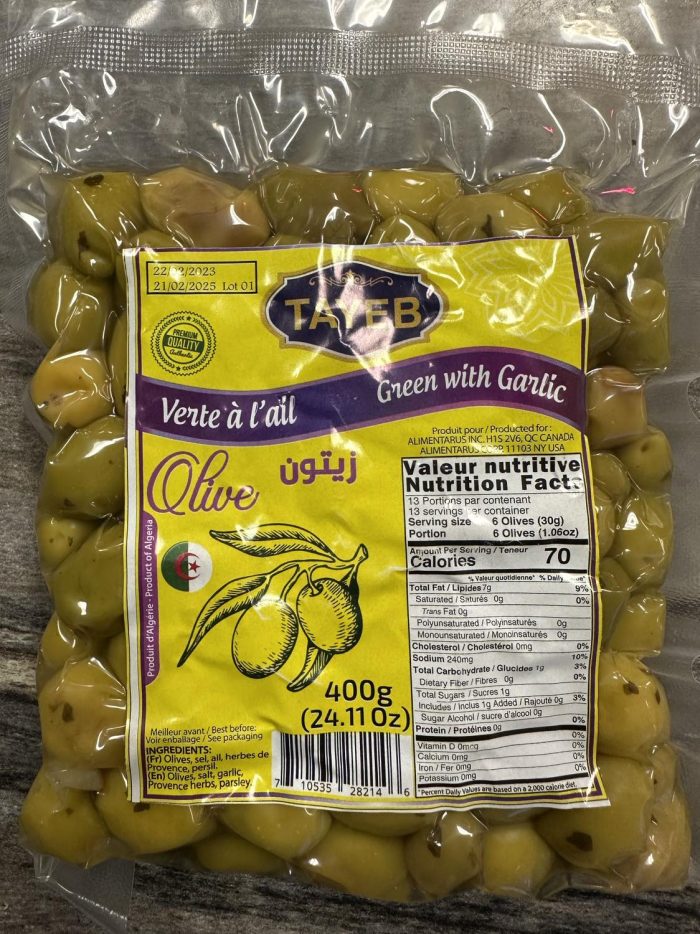 21/02/2025 Lot 01
TAYEB
PREMIUM
QUALITY
Authentic
Verte à l'ail
Green with Garlic
Olive
زيتون
Produit d'Algérie - Product of Algeria
400g
(24.11 Oz)
Meilleur avant / Best before:
Voir enballage / See packaging
INGREDIENTS:
(Fr) Olives, sel, ail, herbes de
Provence, persil.
(En) Olives, salt, garlic,
Provence herbs, parsley.
7 10535 28214 6
Produit pour / Producted for :
ALIMENTARUS INC. H1S 2V6, QC CANADA
ALIMENTARUS CORP 11103 NY USA
Valeur nutritive
Nutrition Facts
13 Portions par contenant
13 servings per container
Serving size 6 Olives (30g)
Portion 6 Olives (1.06oz)
Amount Per Serving / Teneur
Calories 70
% Valeur quotidienne* % Daily
Total Fat / Lipides 7g 9%
Saturated / Saturés 0g 0%
Trans Fat 0g
Polyunsaturated / Polyinsaturés 0g
Monounsaturated / Monoinsaturés 0g
Cholesterol / Cholestérol 0mg 0%
Sodium 240mg 10%
Total Carbohydrate / Glucides 1g 3%
Dietary Fiber / Fibres 0g 0%
Total Sugars / Sucres 1g
Includes / Inclus 1g Added / Rajouté 0g 3%
Sugar Alcohol / sucre d'alcool 0g
Protein / Protéines 0g 0%
Vitamin D 0mcg 0%
Calcium 0mg 0%
Iron / Fer 0mg 0%
Potassium 0mg
*Percent Daily Values are based on a 2,000 calorie diet.